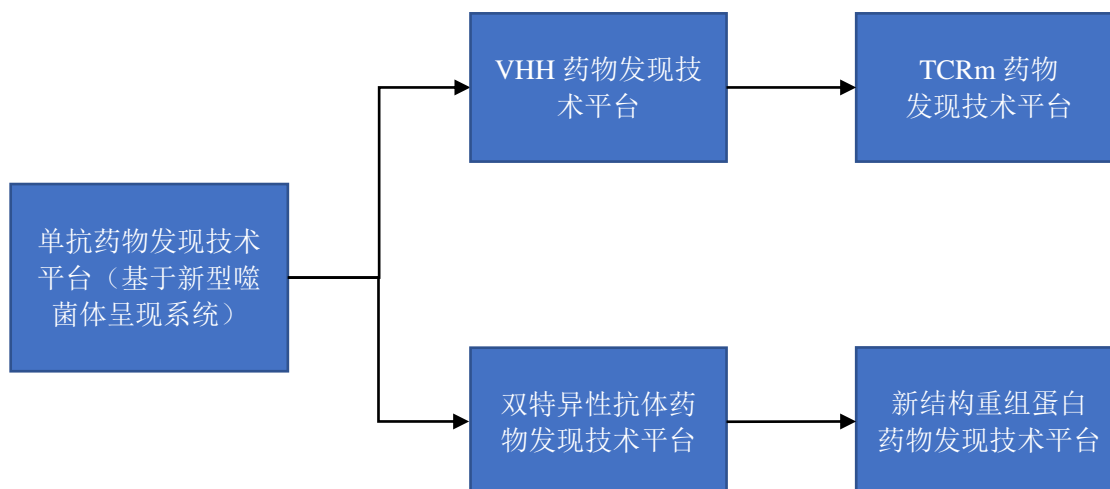 VHH 药物发现技
术平台
TCRm 药物
发现技术平台
单抗药物发现技术
平台（基于新型噬
菌体呈现系统）
双特异性抗体药
物发现技术平台
新结构重组蛋白
药物发现技术平台